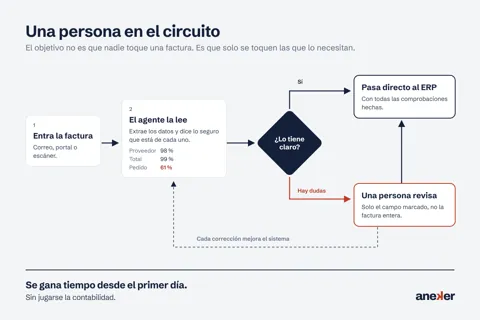 Una persona en el circuito
El objetivo no es que nadie toque una factura. Es que solo se toquen las que lo necesitan.
1
Entra la factura
Correo, portal o
escáner.
2
El agente la lee
Extrae los datos y dice lo seguro
que está de cada uno.
Proveedor 98 %
Total 99 %
Pedido 61 %
¿Lo tiene
claro?
Sí
Pasa directo al ERP
Con todas las comprobaciones
hechas.
Hay dudas
Una persona revisa
Solo el campo marcado, no la
factura entera.
Cada corrección mejora el sistema
Se gana tiempo desde el primer día.
Sin jugarse la contabilidad.
aneker